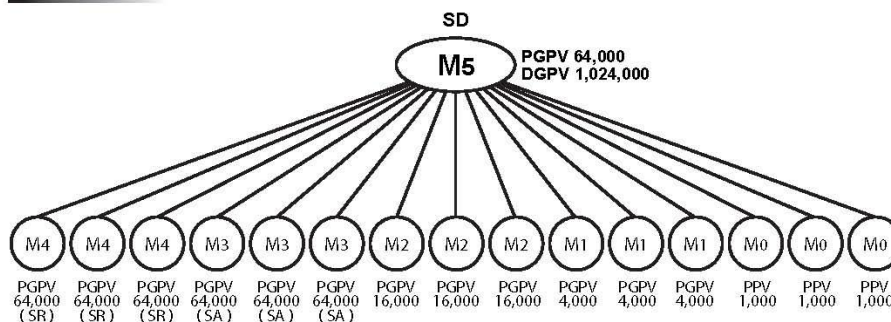 SD
M5
PGPV 64,000
DGPV 1,024,000
M4 M4 M4 M3 M3 M3 M2 M2 M2 M1 M1 M1 M0 M0 M0
PGPV PGPV PGPV PGPV PGPV PGPV PGPV PGPV PGPV PGPV PGPV PGPV PPV PPV PPV
64,000 64,000 64,000 64,000 64,000 64,000 16,000 16,000 16,000 4,000 4,000 4,000 1,000 1,000 1,000
(SR) (SR) (SR) (SA) (SA) (SA)